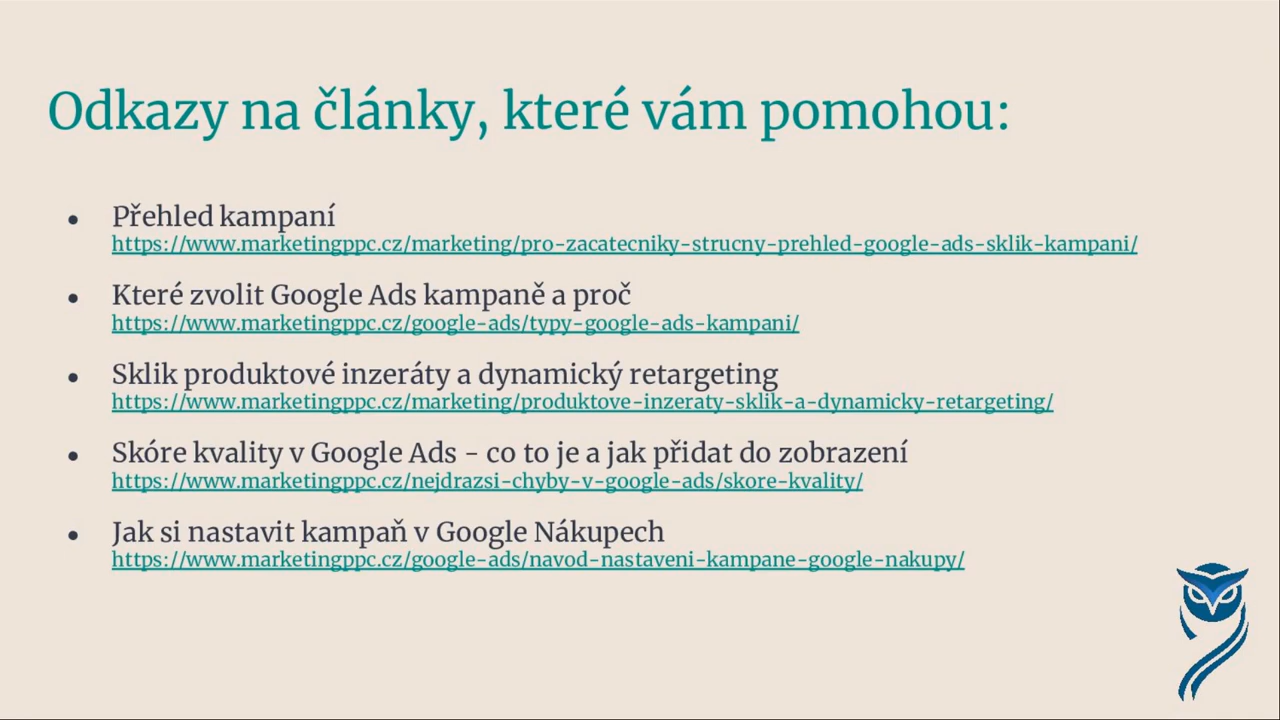 Odkazy na články, které vám pomohou:
● Přehled kampaní
https://www.marketingppc.cz/marketing/pro-zacatecniky-strucny-prehled-google-ads-sklik-kampani/
● Které zvolit Google Ads kampaně a proč
https://www.marketingppc.cz/google-ads/typy-google-ads-kampani/
● Sklik produktové inzeráty a dynamický retargeting
https://www.marketingppc.cz/marketing/produktove-inzeraty-sklik-a-dynamicky-retargeting/
● Skóre kvality v Google Ads - co to je a jak přidat do zobrazení
https://www.marketingppc.cz/nejdrazsi-chyby-v-google-ads/skore-kvality/
● Jak si nastavit kampaň v Google Nákupech
https://www.marketingppc.cz/google-ads/navod-nastaveni-kampane-google-nakupy/